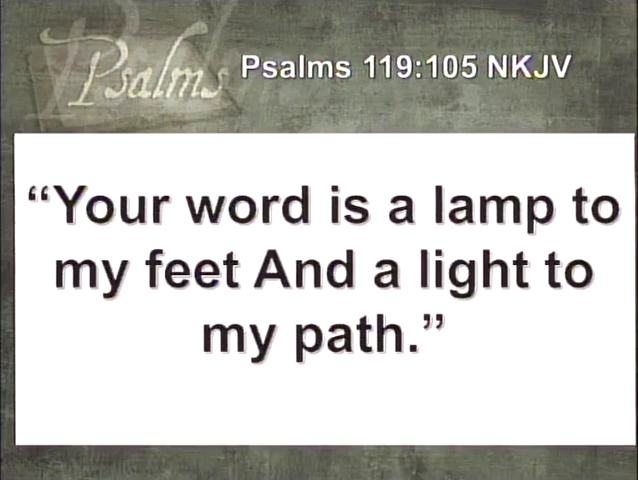 Psalms
Psalms 119:105 NKJV
“Your word is a lamp to
my feet And a light to
my path.”